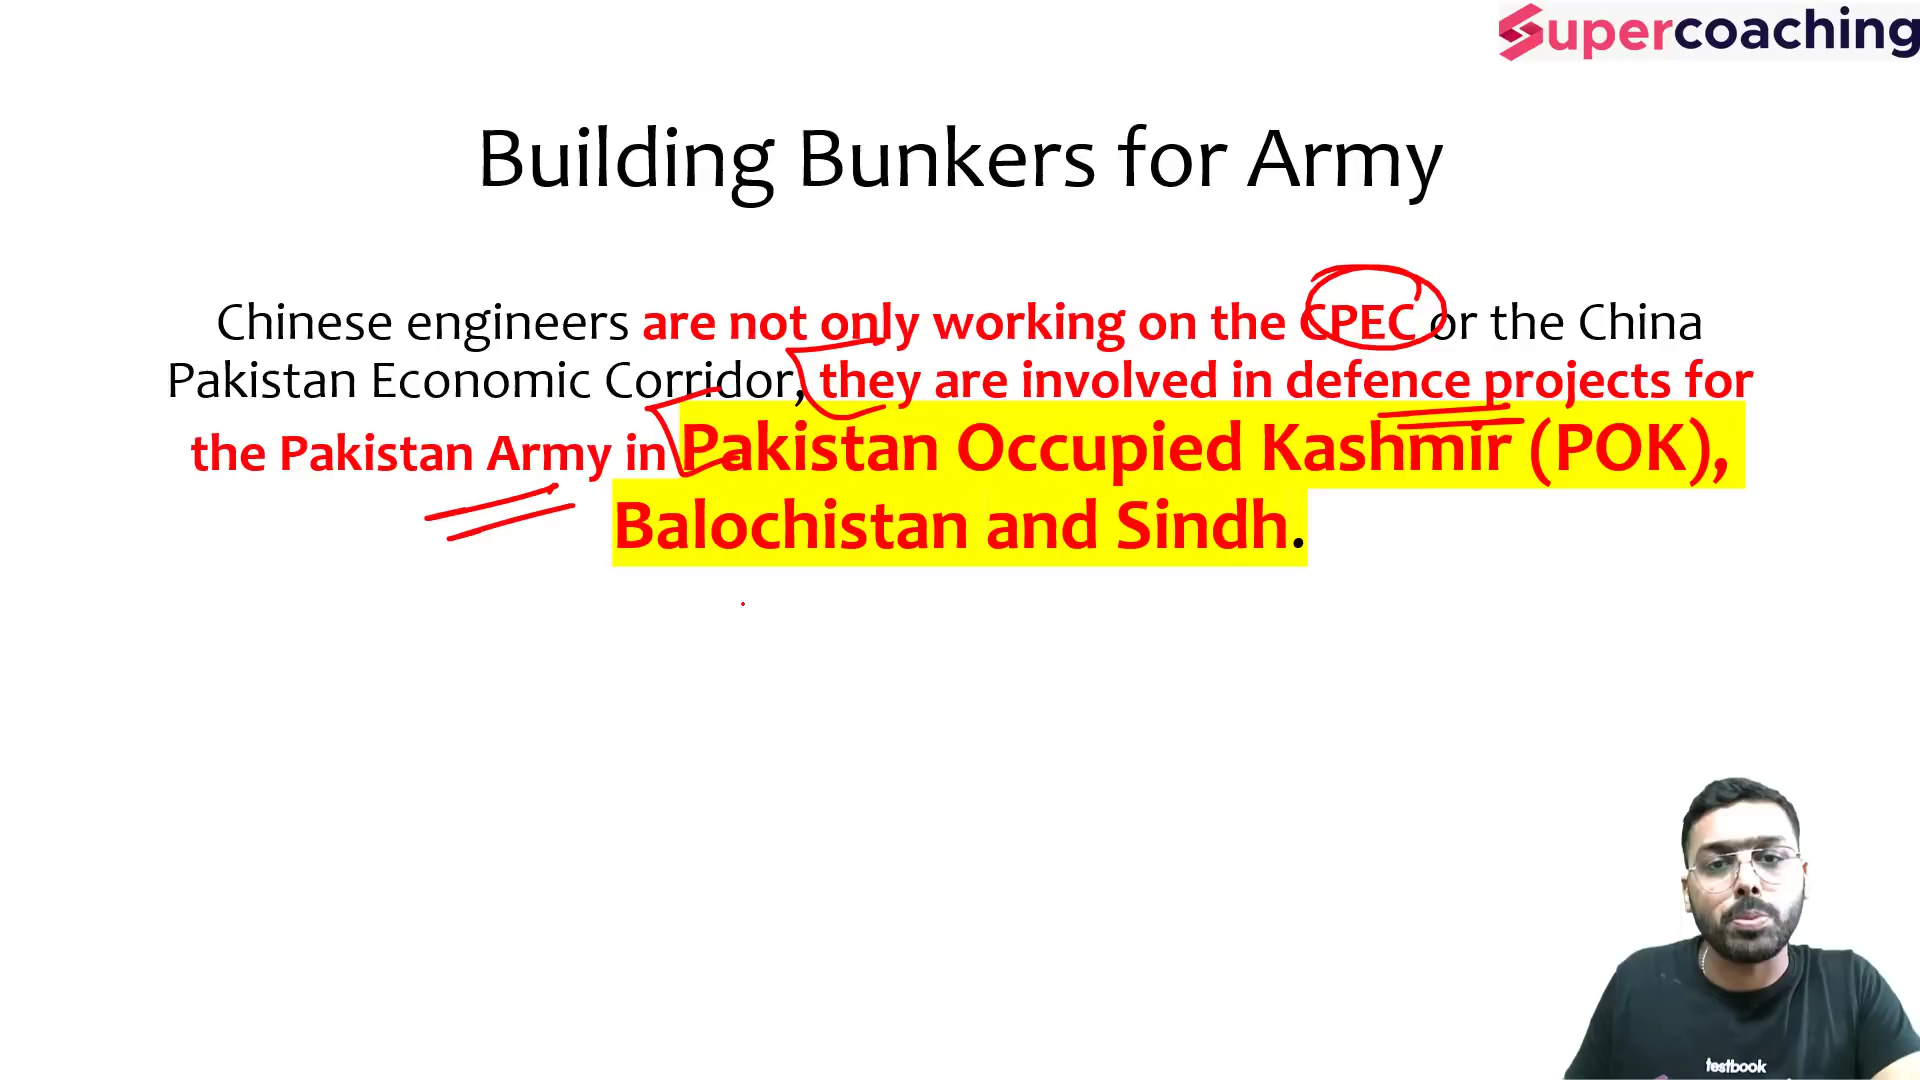 Supercoaching
Building Bunkers for Army
Chinese engineers are not only working on the CPEC or the China
Pakistan Economic Corridor, they are involved in defence projects for
the Pakistan Army in Pakistan Occupied Kashmir (POK),
Balochistan and Sindh.
testbook